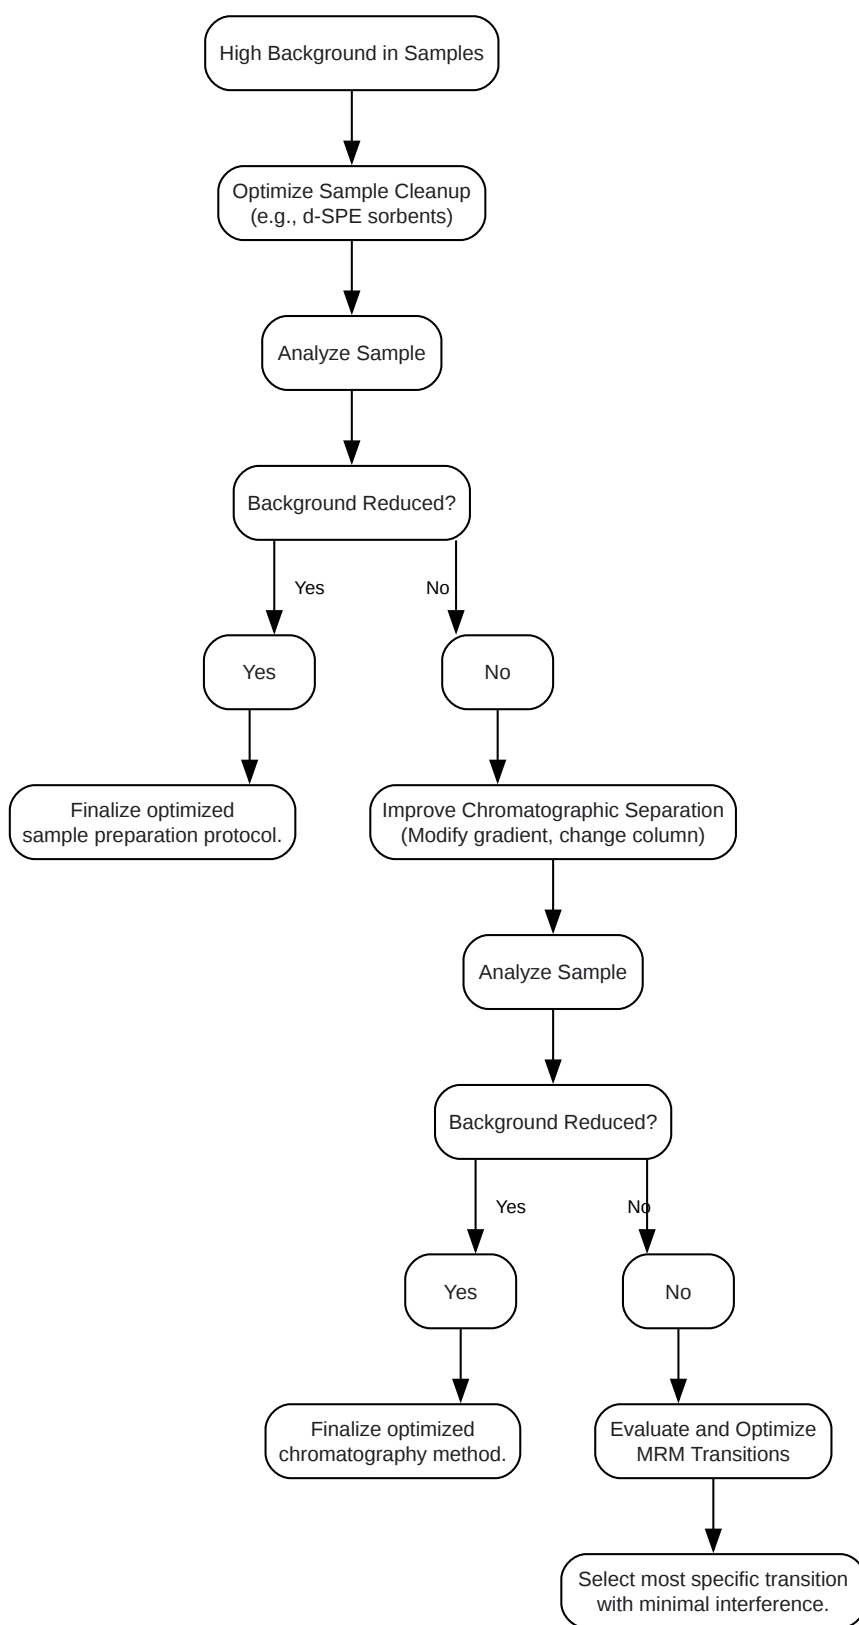 High Background in Samples
Optimize Sample Cleanup
(e.g., d-SPE sorbents)
Analyze Sample
Background Reduced?
Yes
No
Yes
No
Finalize optimized
sample preparation protocol.
Improve Chromatographic Separation
(Modify gradient, change column)
Analyze Sample
Background Reduced?
Yes
No
Yes
No
Finalize optimized
chromatography method.
Evaluate and Optimize
MRM Transitions
Select most specific transition
with minimal interference.